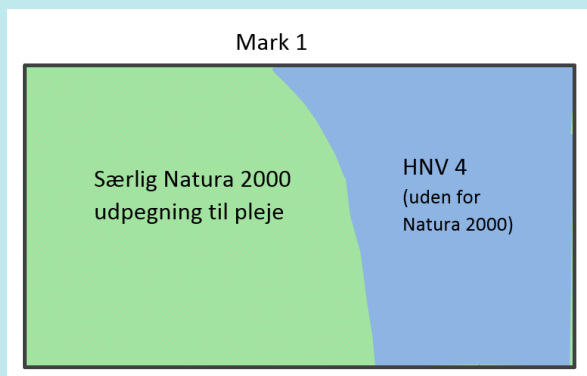 Mark 1
Særlig Natura 2000
udpegning til pleje
HNV 4
(uden for
Natura 2000)